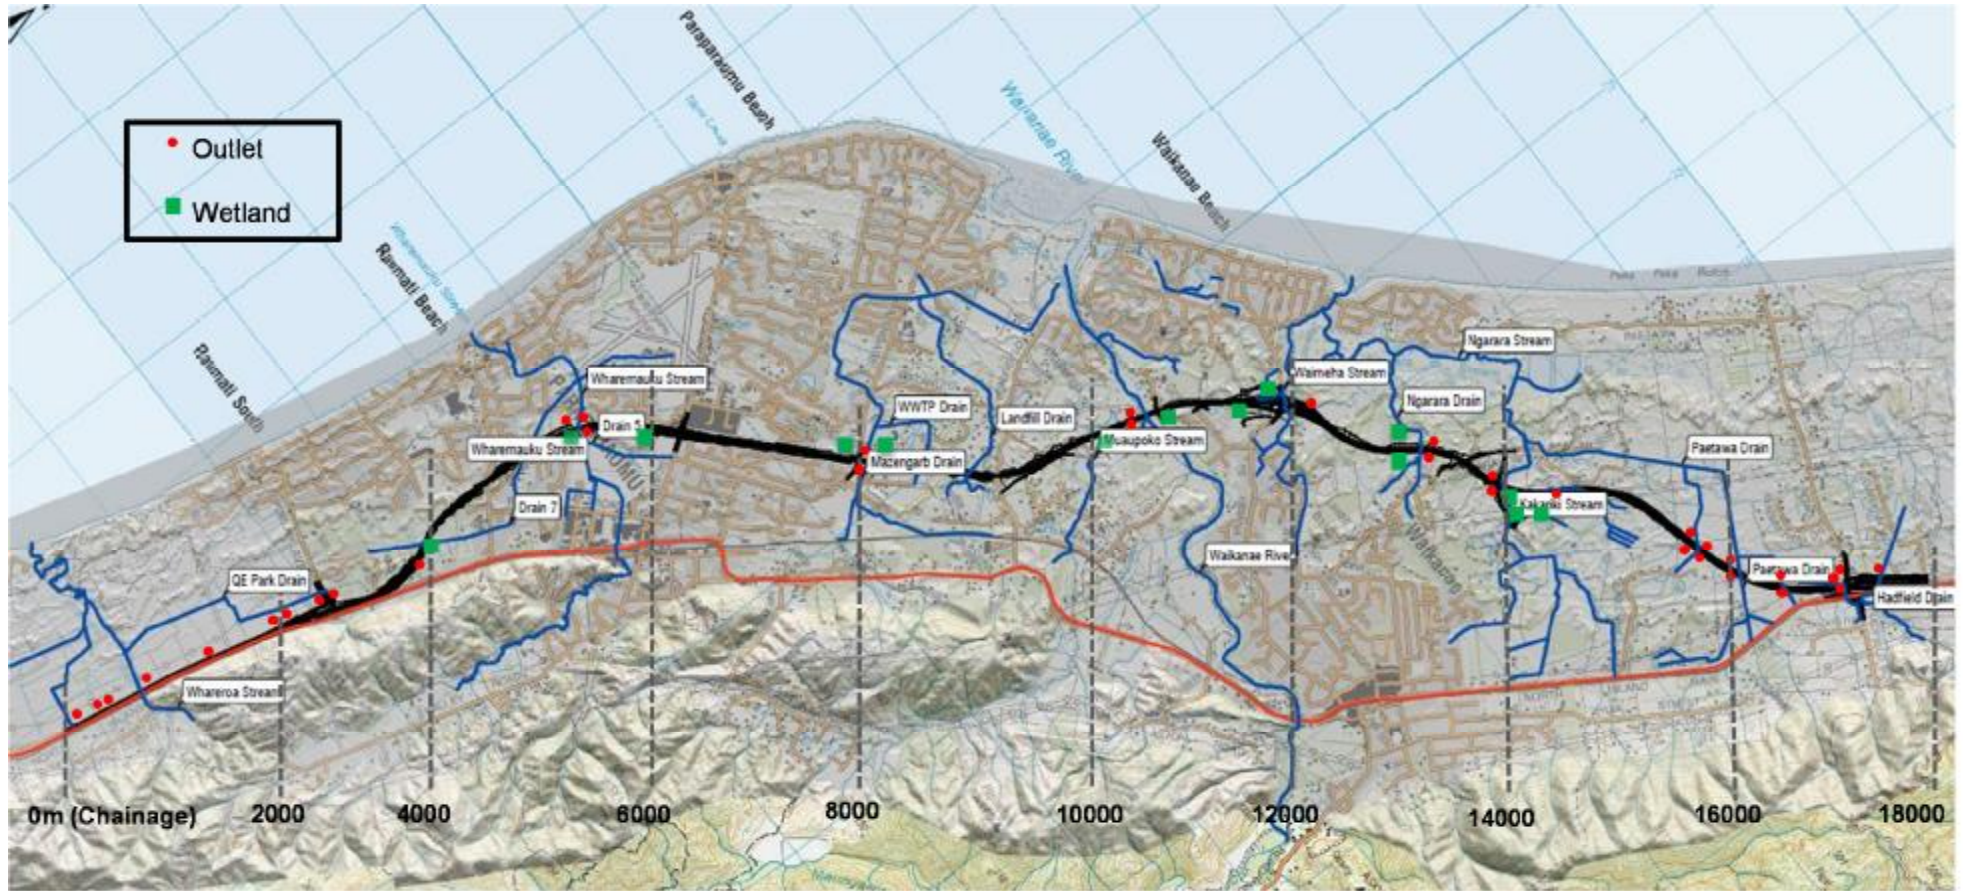 Outlet
Wetland
Paraparaumu Beach
Waikanae River
Waikanae Beach
Raumati Beach
Raumati South
Wharemauku Stream
Drain 5
Wharemauku Stream
Drain 7
QE Park Drain
Whareroa Stream
WWTP Drain
Mazengarb Drain
Landfill Drain
Muaupoko Stream
Waikanae River
Waimeha Stream
Ngarara Stream
Ngarara Drain
Kakariki Stream
Paetawa Drain
Paetawa Drain
Hadfield Drain
Waikanae
0m (Chainage)
2000
4000
6000
8000
10000
12000
14000
16000
18000